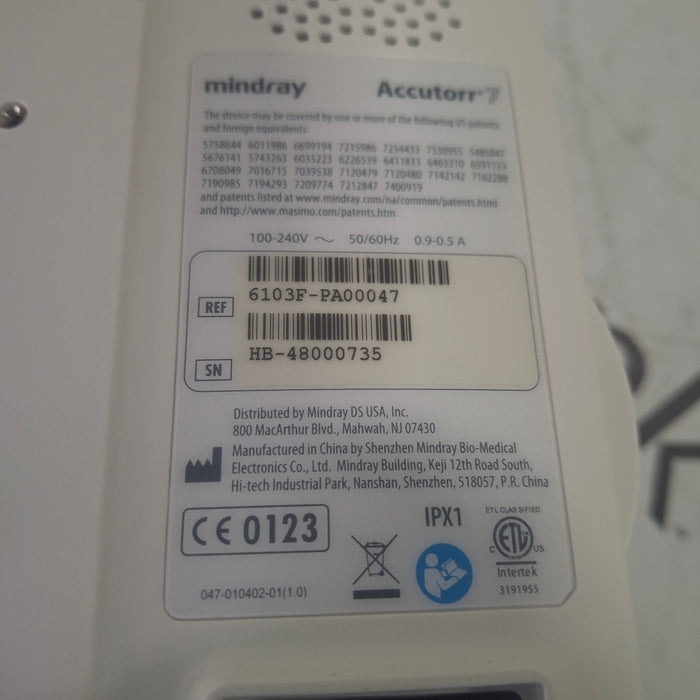 mindray Accutorr® 7
The device may be covered by one or more of the following US patents
and foreign equivalents:
5758644 6011986 6699194 7215986 7254433 7530955 5485847
5676141 5743263 6035223 6226539 6411833 6463310 6591123
6708049 7016715 7039538 7120479 7120480 7142142 7162288
7190985 7194293 7209774 7212847 7400919
and patents listed at www.mindray.com/na/common/patents.html
and http://www.masimo.com/patents.htm
100-240V ～ 50/60Hz 0.9-0.5 A
6103F-PA00047
REF
HB-48000735
SN
Distributed by Mindray DS USA, Inc.
800 MacArthur Blvd., Mahwah, NJ 07430
Manufactured in China by Shenzhen Mindray Bio-Medical
Electronics Co., Ltd. Mindray Building, Keji 12th Road South,
Hi-tech Industrial Park, Nanshan, Shenzhen, 518057, P.R. China
CE 0123
IPX1
ETL CLASSIFIED
C ETL US
Intertek
3191955
047-010402-01(1.0)